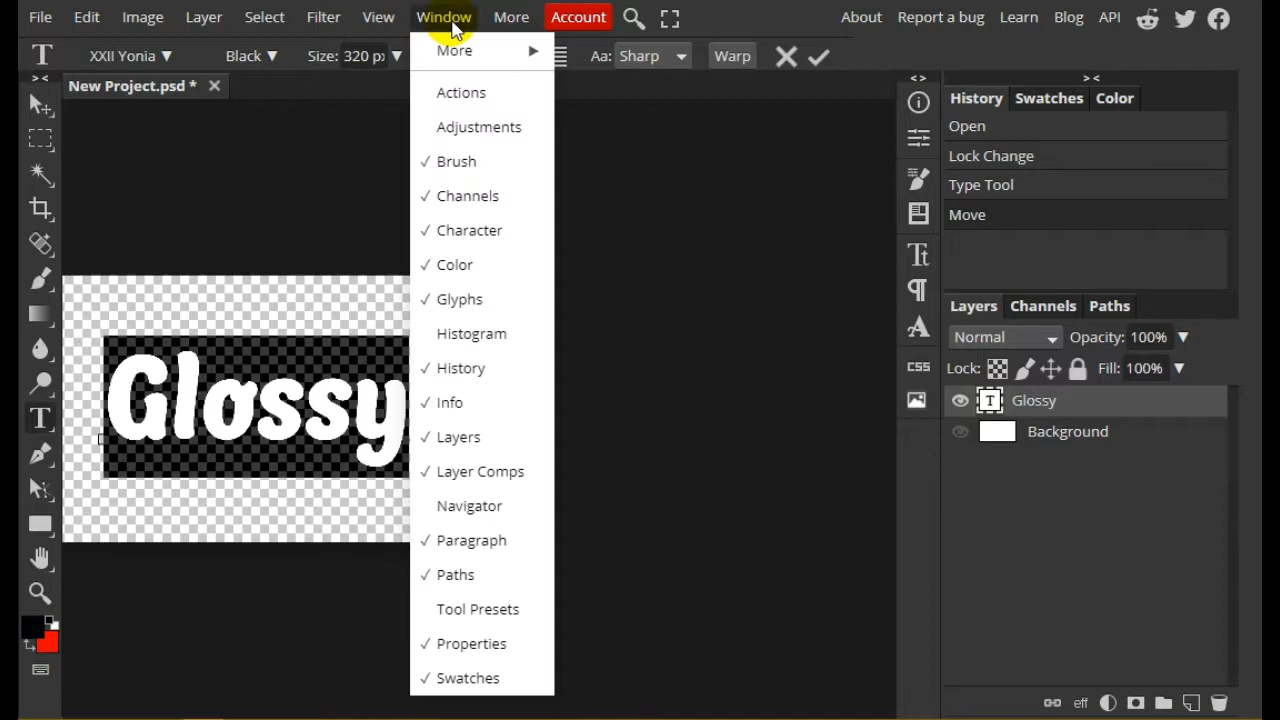 File Edit Image Layer Select Filter View Window More Account About Report a bug Learn Blog API
T XXII Yonia Black Size: 320 px Aa: Sharp Warp
New Project.psd *
History Swatches Color
Open
Lock Change
Type Tool
Move
More
Actions
Adjustments
Brush
Channels
Character
Color
Glyphs
Histogram
History
Info
Layers
Layer Comps
Navigator
Paragraph
Paths
Tool Presets
Properties
Swatches
Glossy
CSS
Layers Channels Paths
Normal Opacity: 100%
Lock: Fill: 100%
T Glossy
Background
eff